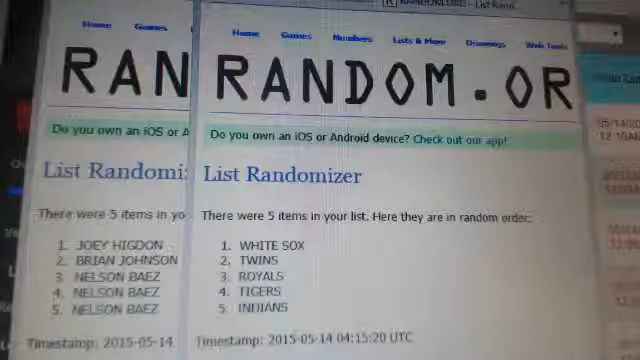 RANDOM.ORG - List Rand
Home Games
Home Games Numbers Lists & More Drawings Web Tools
RAN
RANDOM.OR
Do you own an iOS or A
Do you own an iOS or Android device? Check out our app!
List Randomi
List Randomizer
There were 5 items in yo
There were 5 items in your list. Here they are in random order:
1. JOEY HIGDON
2. BRIAN JOHNSON
3. NELSON BAEZ
4. NELSON BAEZ
5. NELSON BAEZ
1. WHITE SOX
2. TWINS
3. ROYALS
4. TIGERS
5. INDIANS
Timestamp: 2015-05-14
Timestamp: 2015-05-14 04:15:20 UTC